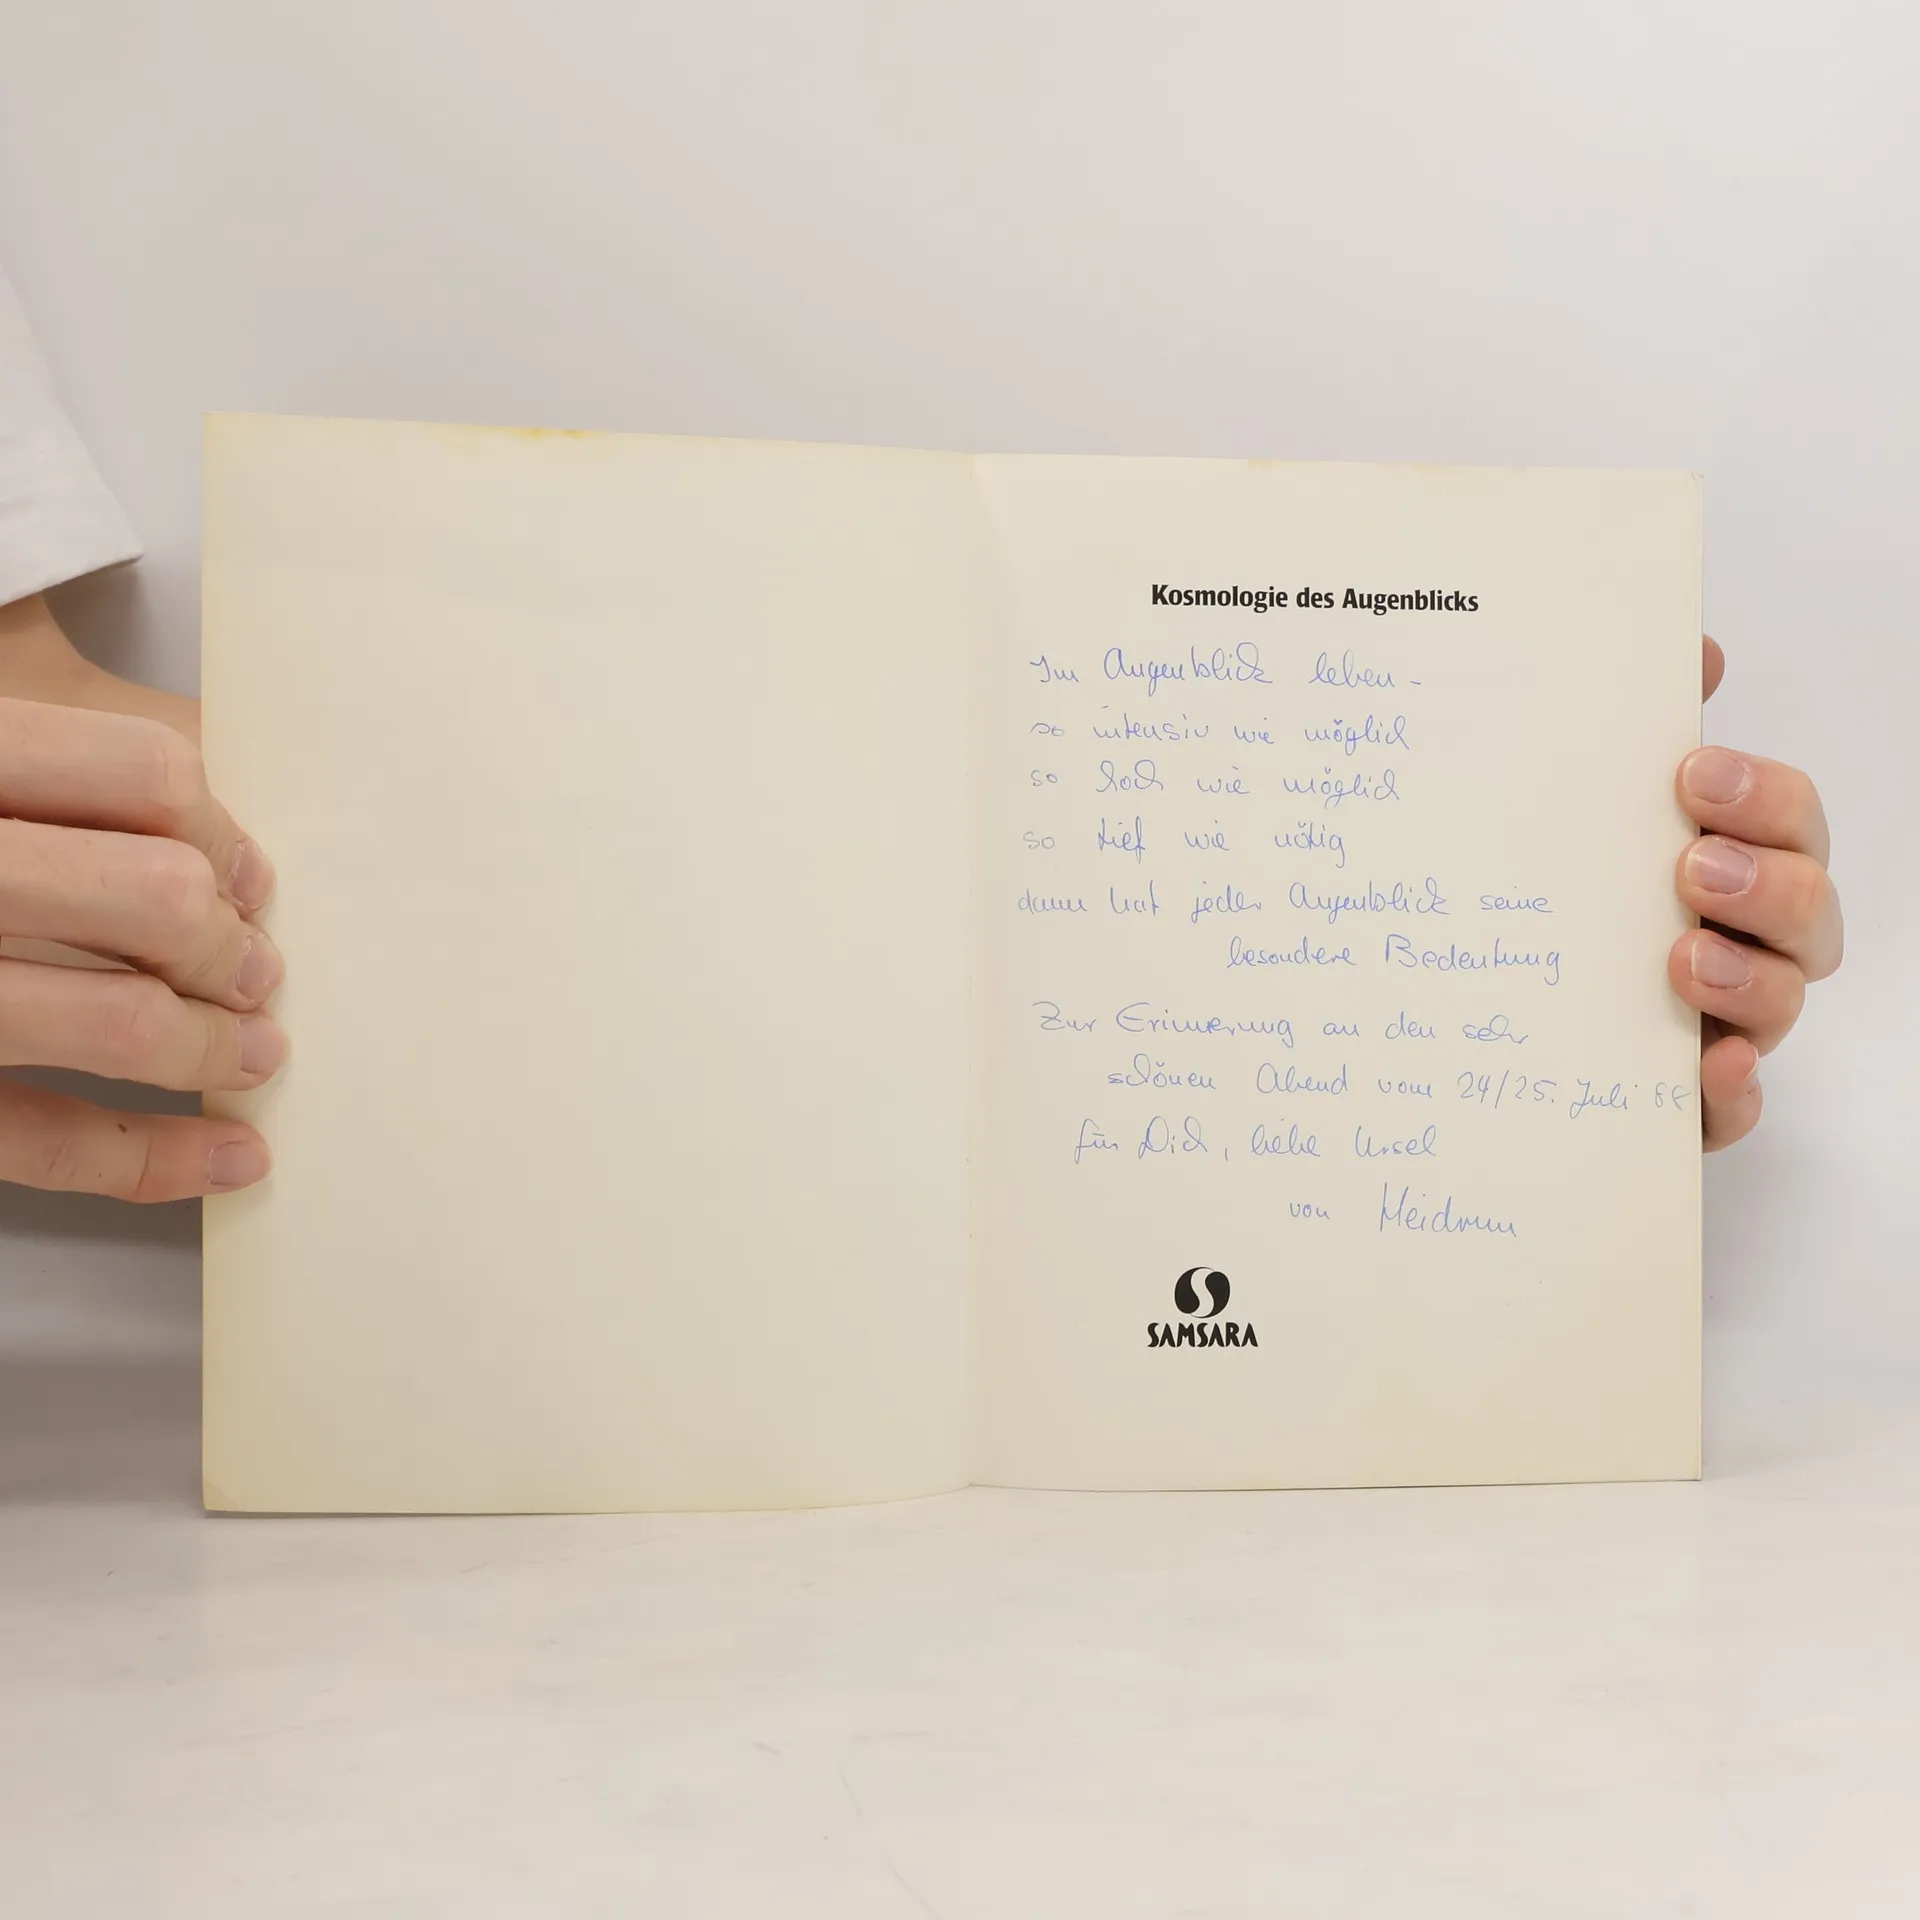 Kosmologie des Augenblicks
Im Augenblick leben -
so intensiv wie möglich
so hoch wie möglich
so tief wie nötig
dann hat jeder Augenblick seine
besondere Bedeutung
Zur Erinnerung an den sehr
schönen Abend vom 24/25. Juli 88
für Dich, liebe Ursel
von Heidrun
SAMSARA